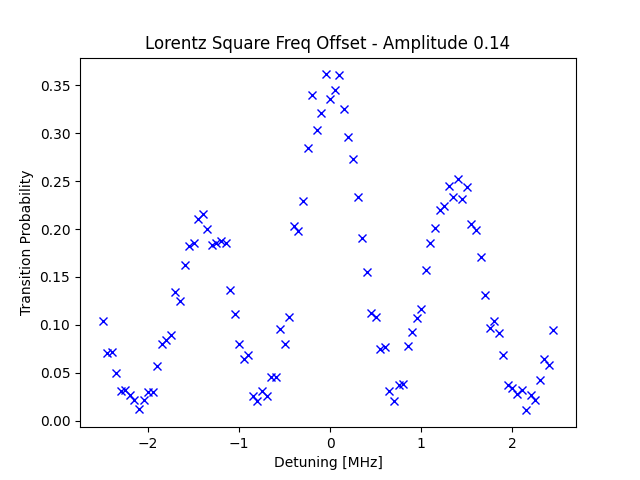 Lorentz Square Freq Offset - Amplitude 0.14
Transition Probability
0.35
0.30
0.25
0.20
0.15
0.10
0.05
0.00
−2 −1 0 1 2
Detuning [MHz]